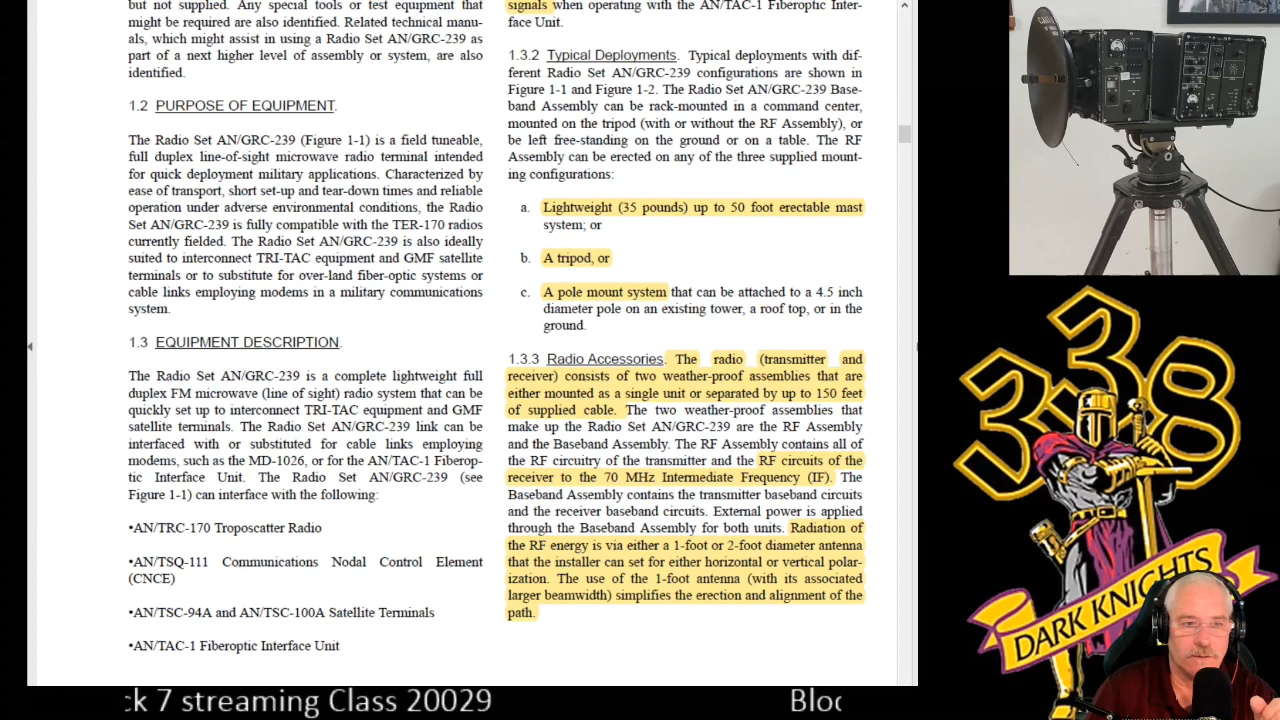 but not supplied. Any special tools or test equipment that
might be required are also identified. Related technical manu-
als, which might assist in using a Radio Set AN/GRC-239 as
part of a next higher level of assembly or system, are also
identified.
1.2 PURPOSE OF EQUIPMENT.
The Radio Set AN/GRC-239 (Figure 1-1) is a field tuneable,
full duplex line-of-sight microwave radio terminal intended
for quick deployment military applications. Characterized by
ease of transport, short set-up and tear-down times and reliable
operation under adverse environmental conditions, the Radio
Set AN/GRC-239 is fully compatible with the TER-170 radios
currently fielded. The Radio Set AN/GRC-239 is also ideally
suited to interconnect TRI-TAC equipment and GMF satellite
terminals or to substitute for over-land fiber-optic systems or
cable links employing modems in a military communications
system.
1.3 EQUIPMENT DESCRIPTION.
The Radio Set AN/GRC-239 is a complete lightweight full
duplex FM microwave (line of sight) radio system that can be
quickly set up to interconnect TRI-TAC equipment and GMF
satellite terminals. The Radio Set AN/GRC-239 link can be
interfaced with or substituted for cable links employing
modems, such as the MD-1026, or for the AN/TAC-1 Fiberop-
tic Interface Unit. The Radio Set AN/GRC-239 (see
Figure 1-1) can interface with the following:
•AN/TRC-170 Troposcatter Radio
•AN/TSQ-111 Communications Nodal Control Element
(CNCE)
•AN/TSC-94A and AN/TSC-100A Satellite Terminals
•AN/TAC-1 Fiberoptic Interface Unit
signals when operating with the AN/TAC-1 Fiberoptic Inter-
face Unit.
1.3.2 Typical Deployments. Typical deployments with dif-
ferent Radio Set AN/GRC-239 configurations are shown in
Figure 1-1 and Figure 1-2. The Radio Set AN/GRC-239 Base-
band Assembly can be rack-mounted in a command center,
mounted on the tripod (with or without the RF Assembly), or
be left free-standing on the ground or on a table. The RF
Assembly can be erected on any of the three supplied mount-
ing configurations:
a. Lightweight (35 pounds) up to 50 foot erectable mast
system; or
b. A tripod, or
c. A pole mount system that can be attached to a 4.5 inch
diameter pole on an existing tower, a roof top, or in the
ground.
1.3.3 Radio Accessories. The radio (transmitter and
receiver) consists of two weather-proof assemblies that are
either mounted as a single unit or separated by up to 150 feet
of supplied cable. The two weather-proof assemblies that
make up the Radio Set AN/GRC-239 are the RF Assembly
and the Baseband Assembly. The RF Assembly contains all of
the RF circuitry of the transmitter and the RF circuits of the
receiver to the 70 MHz Intermediate Frequency (IF). The
Baseband Assembly contains the transmitter baseband circuits
and the receiver baseband circuits. External power is applied
through the Baseband Assembly for both units. Radiation of
the RF energy is via either a 1-foot or 2-foot diameter antenna
that the installer can set for either horizontal or vertical polar-
ization. The use of the 1-foot antenna (with its associated
larger beamwidth) simplifies the erection and alignment of the
path.
338
DARK KNIGHTS
ck 7 streaming Class 20029 Bloc